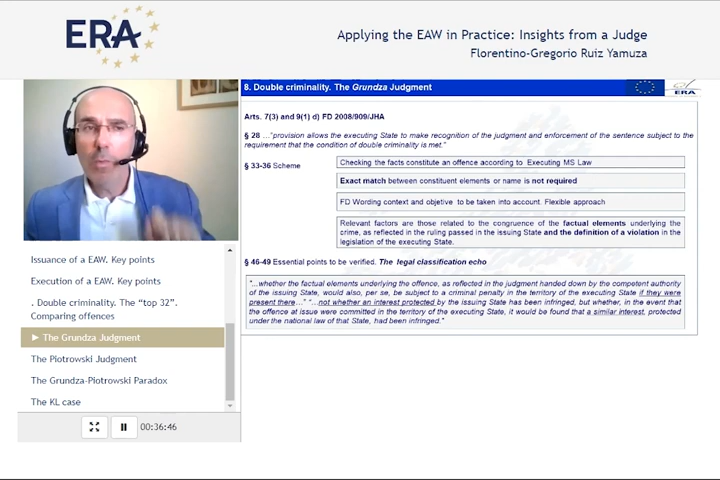 ERA
Applying the EAW in Practice: Insights from a Judge
Florentino-Gregorio Ruiz Yamuza
8. Double criminality. The Grundza Judgment
ERA
Arts. 7(3) and 9(1) d) FD 2008/909/JHA
§ 28 …"provision allows the executing State to make recognition of the judgment and enforcement of the sentence subject to the
requirement that the condition of double criminality is met."
§ 33-36 Scheme
Checking the facts constitute an offence according to Executing MS Law
Exact match between constituent elements or name is not required
FD Wording context and objetive to be taken into account. Flexible approach
Relevant factors are those related to the congruence of the factual elements underlying the
crime, as reflected in the ruling passed in the issuing State and the definition of a violation in the
legislation of the executing State.
§ 46-49 Essential points to be verified. The legal classification echo
"…whether the factual elements underlying the offence, as reflected in the judgment handed down by the competent authority
of the issuing State, would also, per se, be subject to a criminal penalty in the territory of the executing State if they were
present there…" "…not whether an interest protected by the issuing State has been infringed, but whether, in the event that
the offence at issue were committed in the territory of the executing State, it would be found that a similar interest, protected
under the national law of that State, had been infringed."
Issuance of a EAW. Key points
Execution of a EAW. Key points
. Double criminality. The "top 32".
Comparing offences
► The Grundza Judgment
The Piotrowski Judgment
The Grundza-Piotrowski Paradox
The KL case
00:36:46